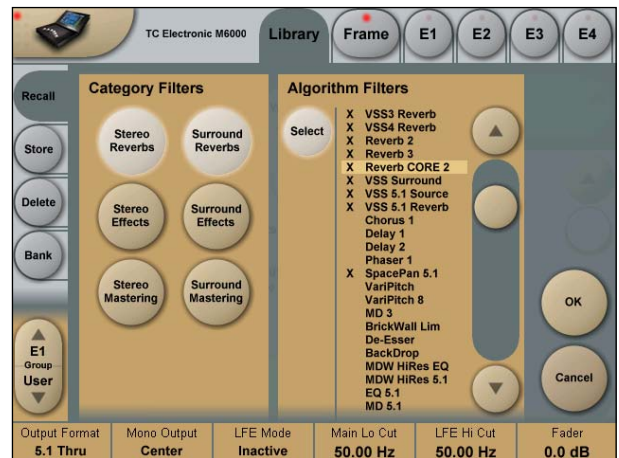 TC Electronic M6000
Library
Frame
E1
E2
E3
E4
Recall
Store
Delete
Bank
E1
Group
User
Category Filters
Stereo
Reverbs
Surround
Reverbs
Stereo
Effects
Surround
Effects
Stereo
Mastering
Surround
Mastering
Algorithm Filters
Select
X VSS3 Reverb
X VSS4 Reverb
X Reverb 2
X Reverb 3
X Reverb CORE 2
X VSS Surround
X VSS 5.1 Source
X VSS 5.1 Reverb
Chorus 1
Delay 1
Delay 2
Phaser 1
X SpacePan 5.1
VariPitch
VariPitch 8
MD 3
BrickWall Lim
De-Esser
BackDrop
MDW HiRes EQ
MDW HiRes 5.1
EQ 5.1
MD 5.1
OK
Cancel
Output Format
5.1 Thru
Mono Output
Center
LFE Mode
Inactive
Main Lo Cut
50.00 Hz
LFE Hi Cut
50.00 Hz
Fader
0.0 dB